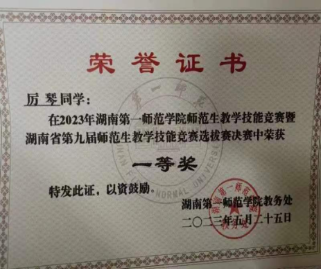 荣誉证书
厉琴同学：
在2023年湖南第一师范学院师范生教学技能竞赛暨
湖南省第九届师范生教学技能竞赛选拔赛决赛中荣获
一等奖
特发此证，以资鼓励。
湖南第一师范学院教务处
二〇二三年五月二十五日